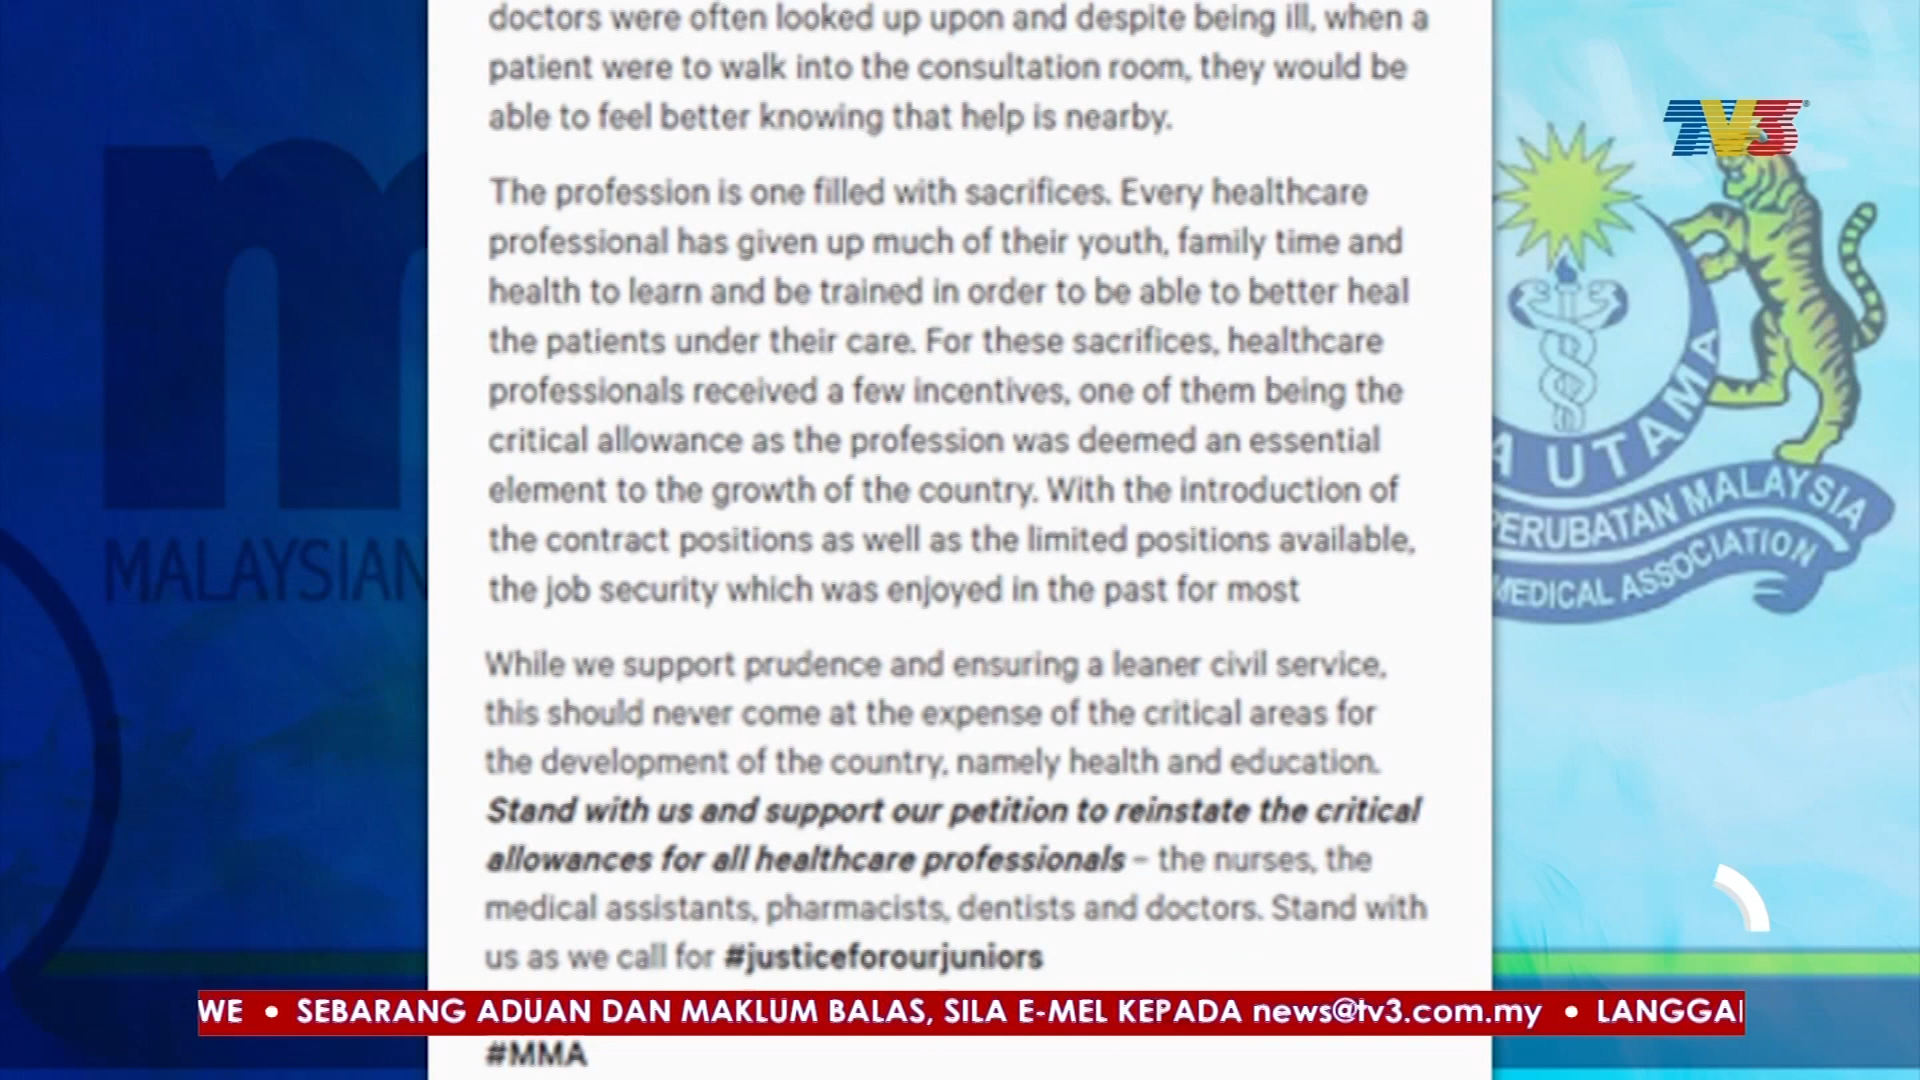 doctors were often looked up upon and despite being ill, when a
patient were to walk into the consultation room, they would be
able to feel better knowing that help is nearby.
The profession is one filled with sacrifices. Every healthcare
professional has given up much of their youth, family time and
health to learn and be trained in order to be able to better heal
the patients under their care. For these sacrifices, healthcare
professionals received a few incentives, one of them being the
critical allowance as the profession was deemed an essential
element to the growth of the country. With the introduction of
the contract positions as well as the limited positions available,
the job security which was enjoyed in the past for most
While we support prudence and ensuring a leaner civil service,
this should never come at the expense of the critical areas for
the development of the country, namely health and education.
Stand with us and support our petition to reinstate the critical
allowances for all healthcare professionals – the nurses, the
medical assistants, pharmacists, dentists and doctors. Stand with
us as we call for #justiceforourjuniors
#MMA
m
MALAYSIAN
TV3
A UTAMA
PERUBATAN MALAYSIA
MEDICAL ASSOCIATION
WE • SEBARANG ADUAN DAN MAKLUM BALAS, SILA E-MEL KEPADA news@tv3.com.my • LANGGA